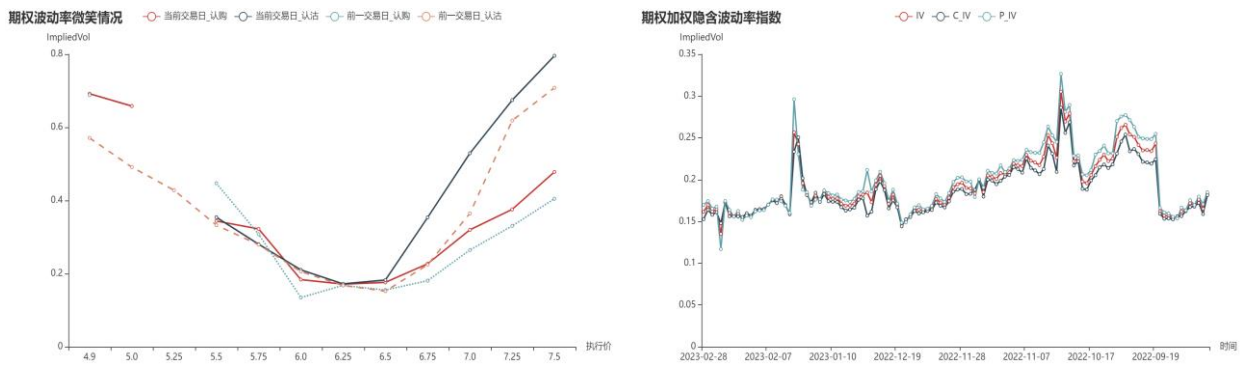 期权波动率微笑情况
当前交易日_认购 当前交易日_认沽 前一交易日_认购 前一交易日_认沽
ImpliedVol
0.8
0.6
0.4
0.2
0
4.9 5.0 5.25 5.5 5.75 6.0 6.25 6.5 6.75 7.0 7.25 7.5
执行价
期权加权隐含波动率指数
IV C_IV P_IV
ImpliedVol
0.35
0.3
0.25
0.2
0.15
0.1
0.05
0
2023-02-28 2023-02-07 2023-01-10 2022-12-19 2022-11-28 2022-11-07 2022-10-17 2022-09-19
时间